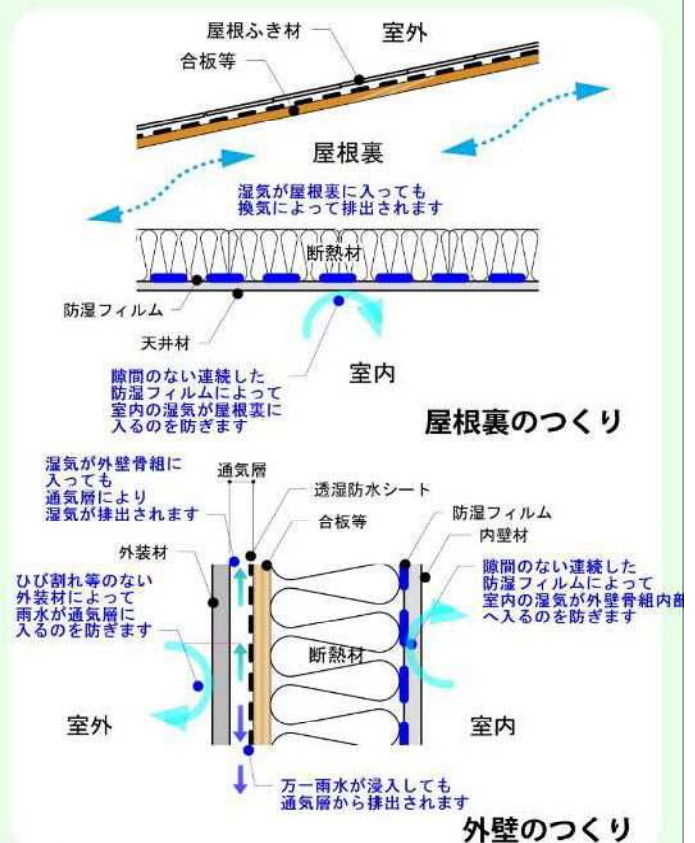 屋根ふき材
室外
合板等
屋根裏
湿気が屋根裏に入っても
換気によって排出されます
断熱材
防湿フィルム
天井材
隙間のない連続した
防湿フィルムによって
室内の湿気が屋根裏に
入るのを防ぎます
室内
屋根裏のつくり
湿気が外壁骨組に
入っても
通気層により
湿気が排出されます
通気層
透湿防水シート
合板等
防湿フィルム
内壁材
外装材
ひび割れ等のない
外装材によって
雨水が通気層に
入るのを防ぎます
隙間のない連続した
防湿フィルムによって
室内の湿気が外壁骨組内部
へ入るのを防ぎます
断熱材
室外
室内
万一雨水が浸入しても
通気層から排出されます
外壁のつくり